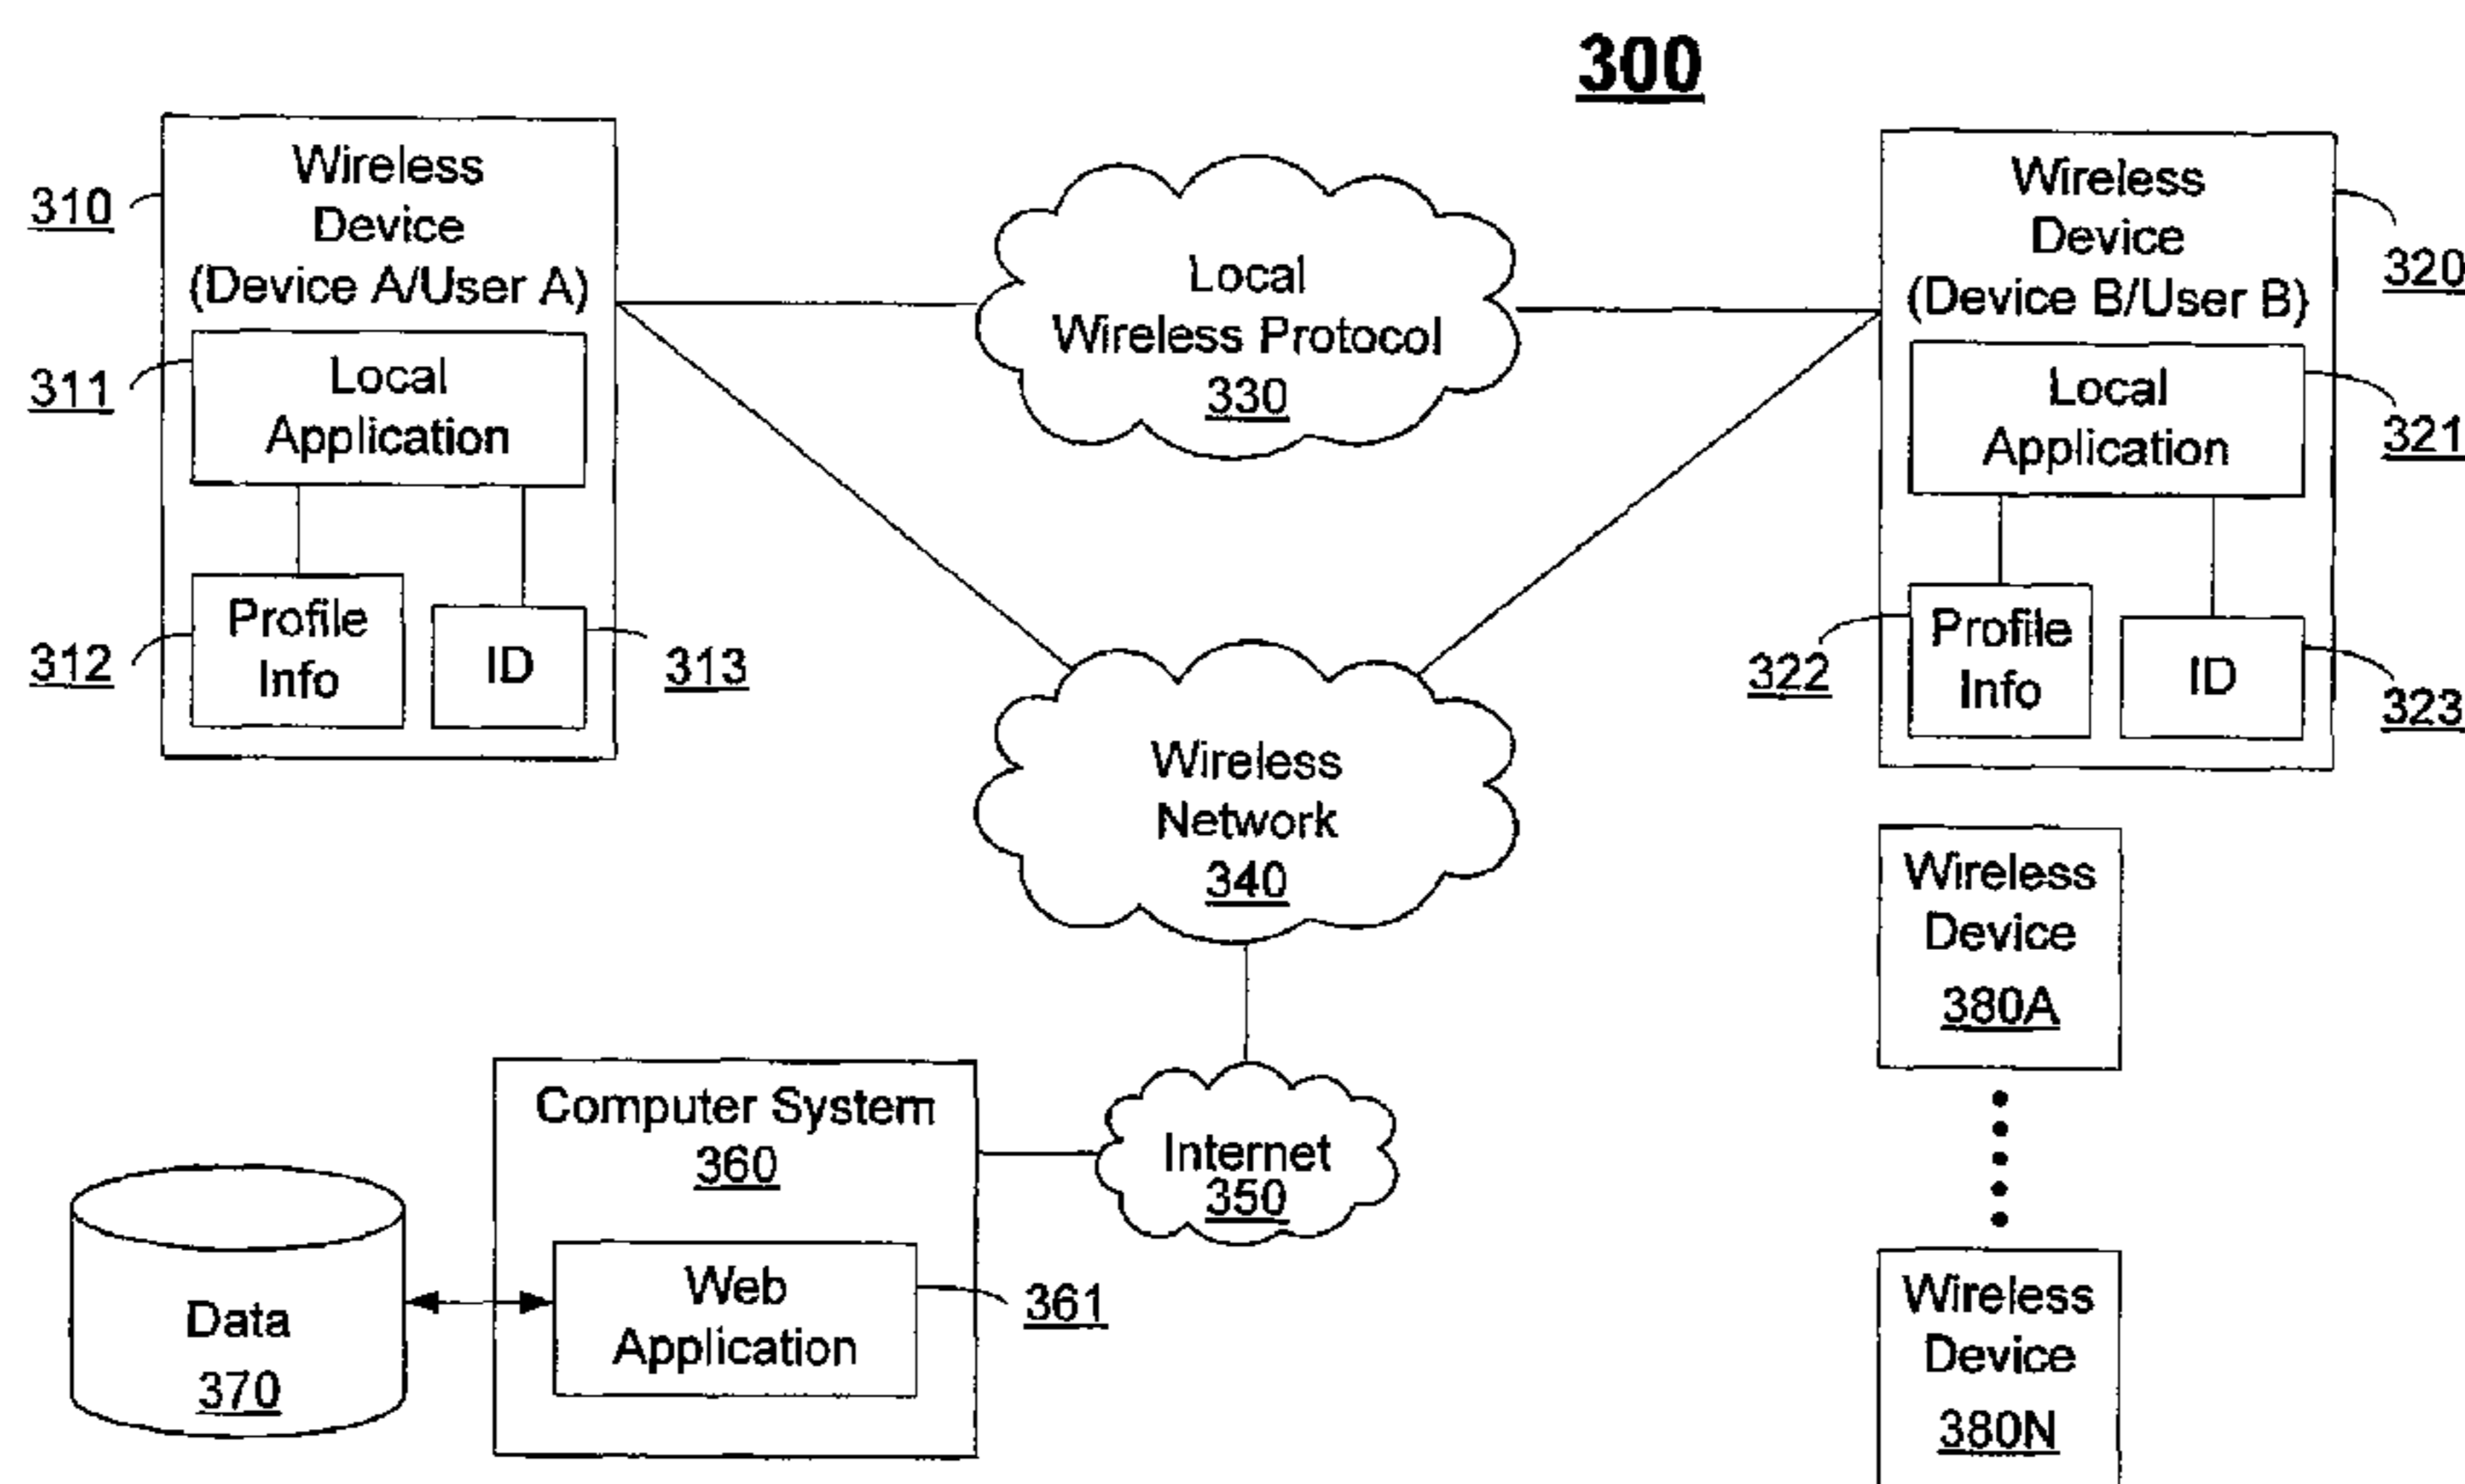 300
Wireless
Device
(Device A/User A)
310
Local
Application
311
Profile
Info
312
ID
313
Local
Wireless Protocol
330
Wireless
Device
(Device B/User B)
320
Local
Application
321
Profile
Info
322
ID
323
Wireless
Network
340
Wireless
Device
380A
Computer System
360
Internet
350
Web
Application
361
Data
370
Wireless
Device
380N